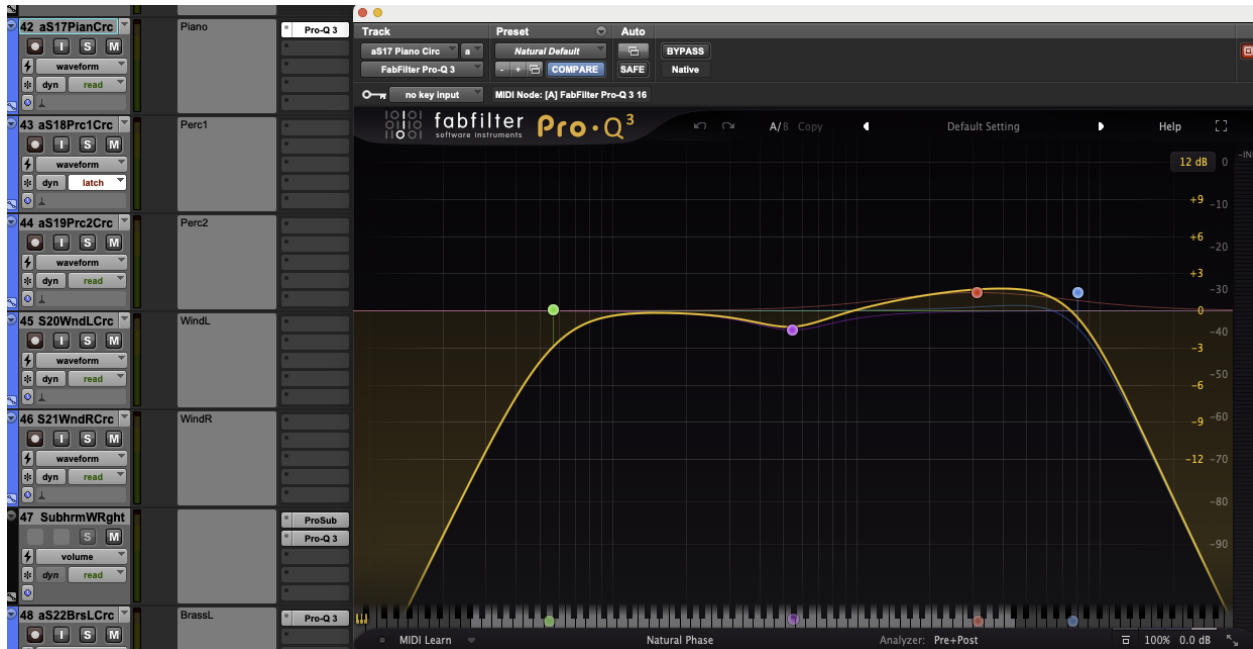 42 aS17PianCrc
I S M
waveform
dyn read
43 aS18Prc1Crc
I S M
waveform
dyn latch
44 aS19Prc2Crc
I S M
waveform
dyn read
45 S20WndLCrc
I S M
waveform
dyn read
46 S21WndRCrc
I S M
waveform
dyn read
47 SubhrmWRght
S M
volume
dyn read
48 aS22BrsLCrc
I S M
Piano
Perc1
Perc2
WindL
WindR
BrassL
Pro-Q 3
ProSub
Pro-Q 3
Pro-Q 3
Track Preset Auto
aS17 Piano Circ a Natural Default BYPASS
FabFilter Pro-Q 3 - + COMPARE SAFE Native
no key input MIDI Node: [A] FabFilter Pro-Q 3 16
fabfilter
software instruments
Pro·Q3
A/B Copy Default Setting Help
12 dB 0 -IN
+9 -10
+6 -20
+3 -30
0 -40
-3 -50
-6 -60
-9 -70
-12 -80
-90
MIDI Learn Natural Phase Analyzer: Pre+Post 100% 0.0 dB